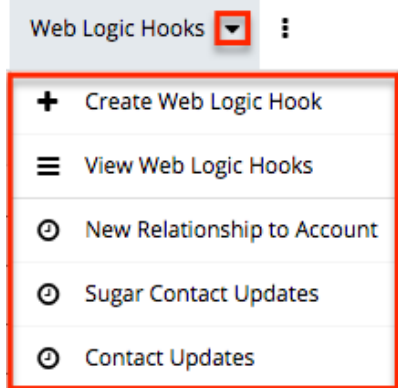 Web Logic Hooks
Create Web Logic Hook
View Web Logic Hooks
New Relationship to Account
Sugar Contact Updates
Contact Updates